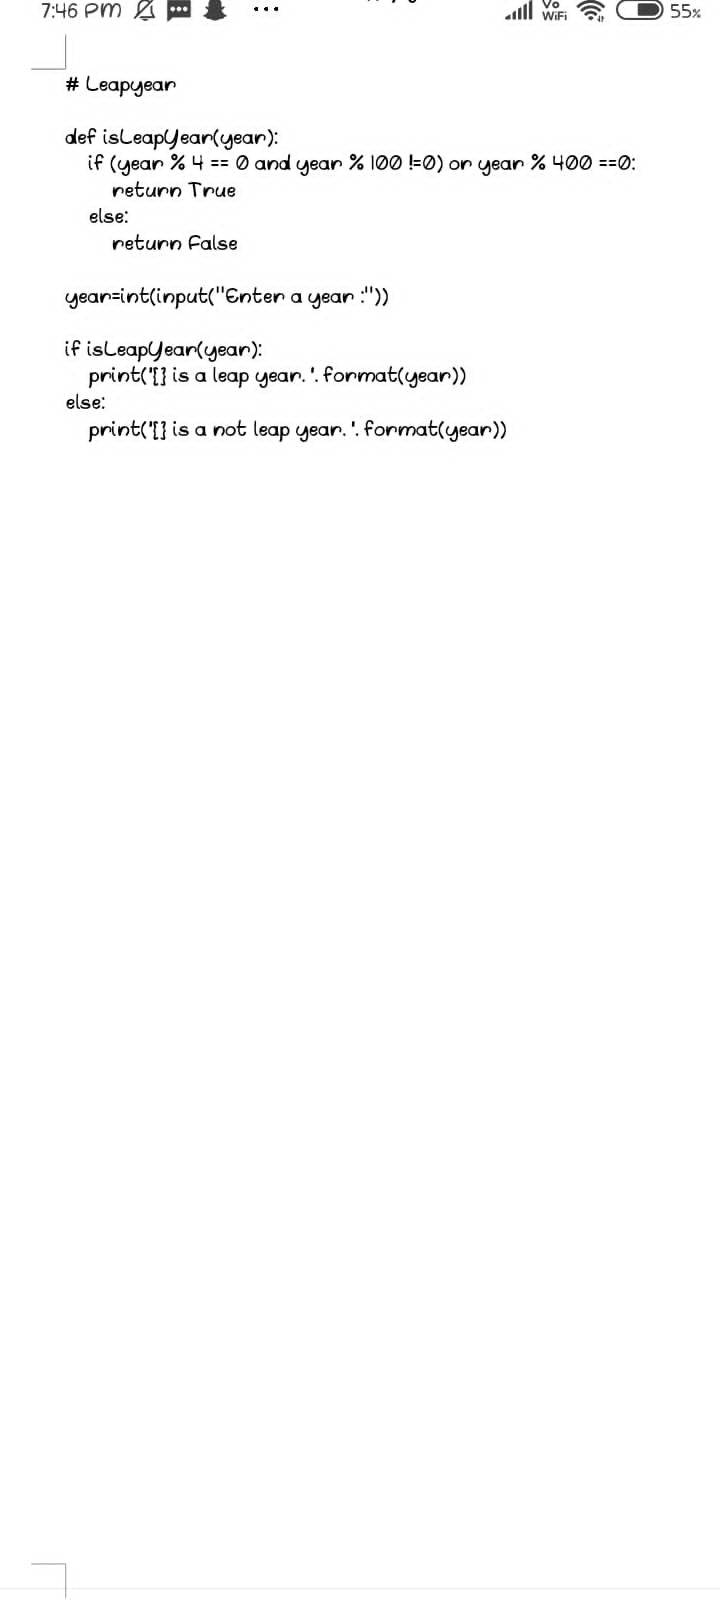 7:46 PM
Vo
WiFi
55%
# Leapyear
def isLeapYear(year):
if (year % 4 == 0 and year % 100 !=0) or year % 400 ==0:
return True
else:
return False
year=int(input("Enter a year :"))
if isLeapYear(year):
print('{} is a leap year. '. format(year))
else:
print('{} is a not leap year. '. format(year))